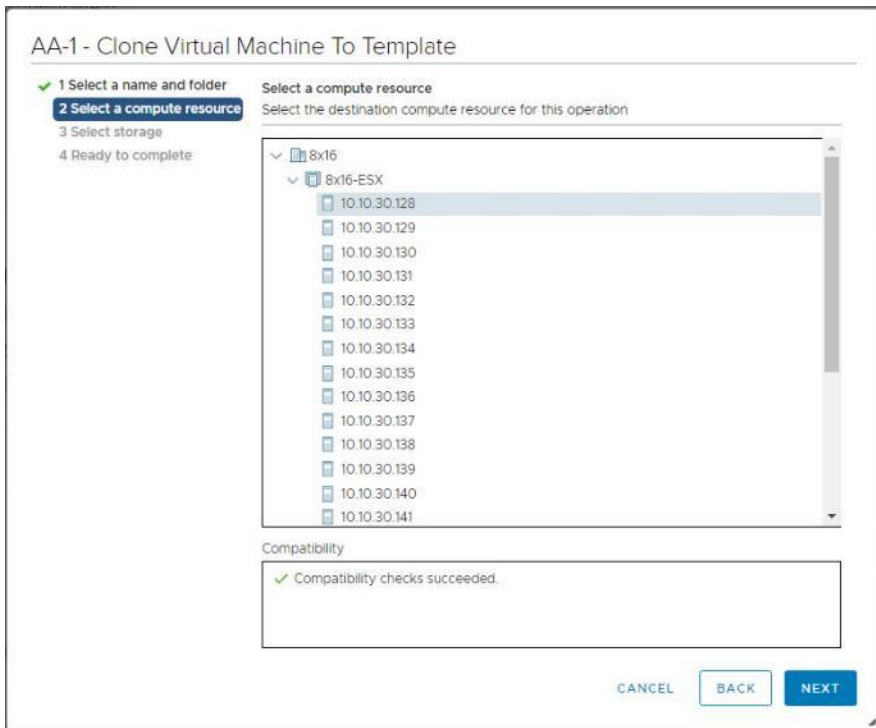 AA-1 - Clone Virtual Machine To Template
1 Select a name and folder
2 Select a compute resource
3 Select storage
4 Ready to complete
Select a compute resource
Select the destination compute resource for this operation
8x16
8x16-ESX
10.10.30.128
10.10.30.129
10.10.30.130
10.10.30.131
10.10.30.132
10.10.30.133
10.10.30.134
10.10.30.135
10.10.30.136
10.10.30.137
10.10.30.138
10.10.30.139
10.10.30.140
10.10.30.141
Compatibility
Compatibility checks succeeded.
CANCEL BACK NEXT